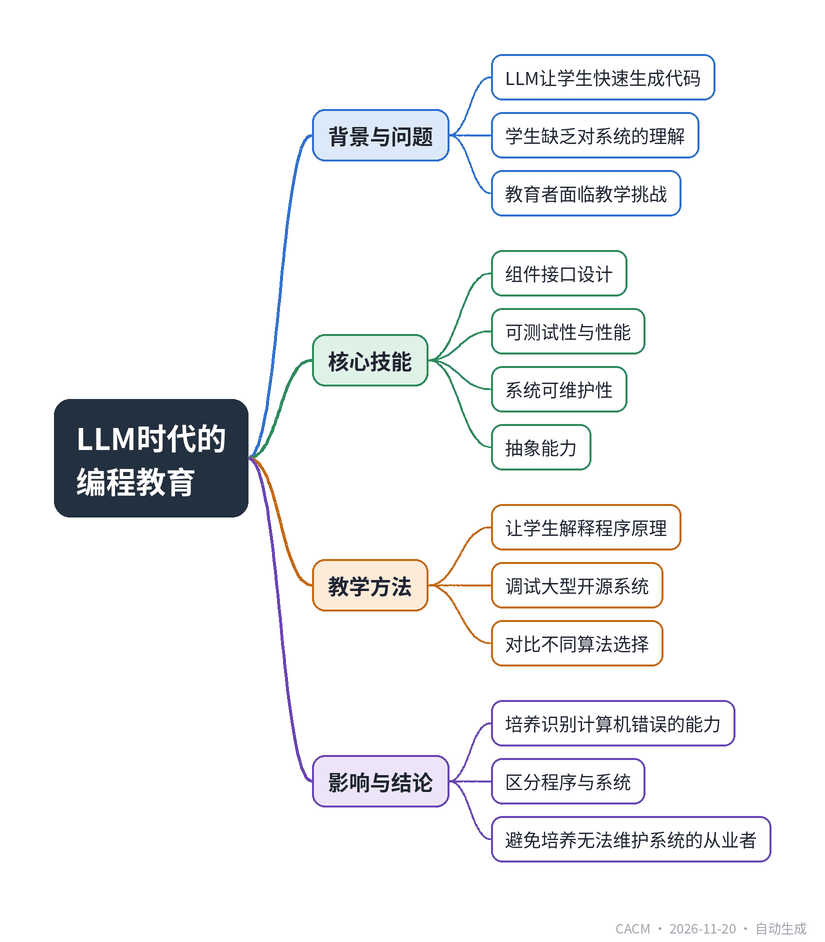 LLM时代的
编程教育
背景与问题
LLM让学生快速生成代码
学生缺乏对系统的理解
教育者面临教学挑战
核心技能
组件接口设计
可测试性与性能
系统可维护性
抽象能力
教学方法
让学生解释程序原理
调试大型开源系统
对比不同算法选择
影响与结论
培养识别计算机错误的能力
区分程序与系统
避免培养无法维护系统的从业者
CACM • 2026-11-20 • 自动生成